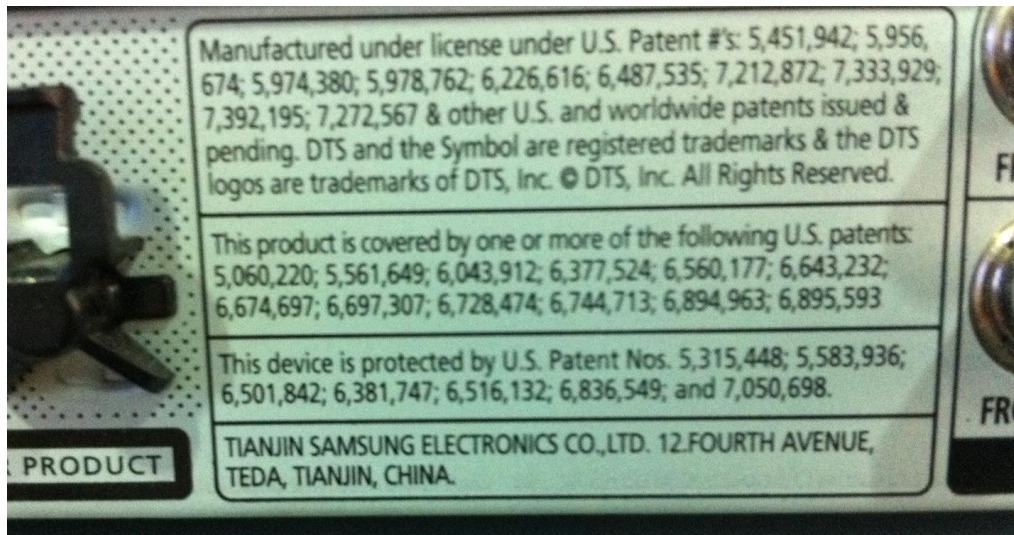 Manufactured under license under U.S. Patent #'s: 5,451,942; 5,956,
674; 5,974,380; 5,978,762; 6,226,616; 6,487,535; 7,212,872; 7,333,929;
7,392,195; 7,272,567 & other U.S. and worldwide patents issued &
pending. DTS and the Symbol are registered trademarks & the DTS
logos are trademarks of DTS, Inc. © DTS, Inc. All Rights Reserved.
This product is covered by one or more of the following U.S. patents:
5,060,220; 5,561,649; 6,043,912; 6,377,524; 6,560,177; 6,643,232;
6,674,697; 6,697,307; 6,728,474; 6,744,713; 6,894,963; 6,895,593
This device is protected by U.S. Patent Nos. 5,315,448; 5,583,936;
6,501,842; 6,381,747; 6,516,132; 6,836,549; and 7,050,698.
TIANJIN SAMSUNG ELECTRONICS CO.,LTD. 12.FOURTH AVENUE,
TEDA, TIANJIN, CHINA.
PRODUCT